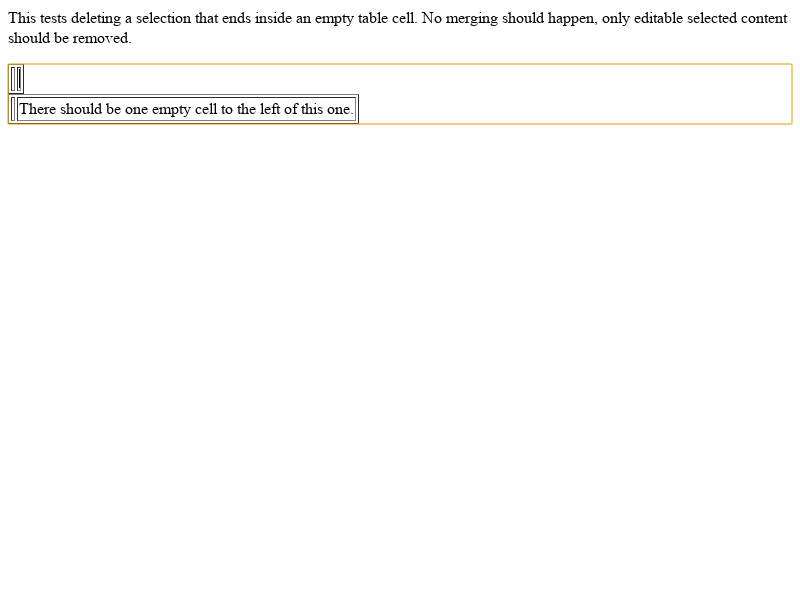 This tests deleting a selection that ends inside an empty table cell. No merging should happen, only editable selected content
should be removed.
There should be one empty cell to the left of this one.